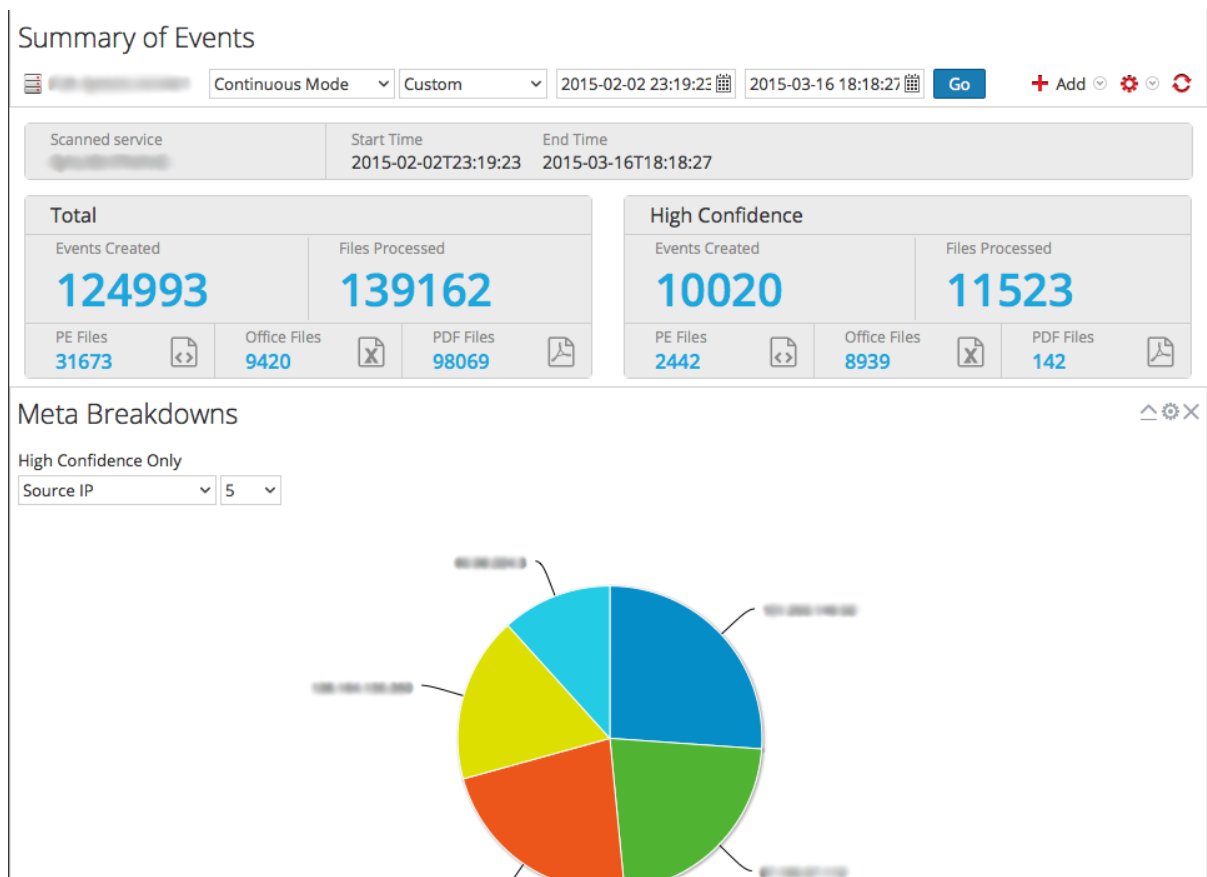 Summary of Events
Continuous Mode Custom 2015-02-02 23:19:23 2015-03-16 18:18:27 Go Add
Scanned service Start Time End Time
2015-02-02T23:19:23 2015-03-16T18:18:27
Total
Events Created Files Processed
124993 139162
PE Files Office Files PDF Files
31673 9420 98069
High Confidence
Events Created Files Processed
10020 11523
PE Files Office Files PDF Files
2442 8939 142
Meta Breakdowns
High Confidence Only
Source IP 5